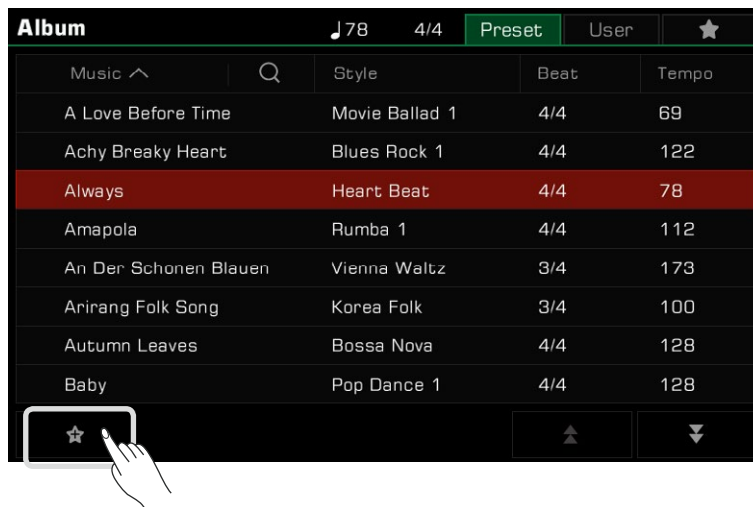 Album 78 4/4 Preset User
Music Style Beat Tempo
A Love Before Time Movie Ballad 1 4/4 69
Achy Breaky Heart Blues Rock 1 4/4 122
Always Heart Beat 4/4 78
Amapola Rumba 1 4/4 112
An Der Schonen Blauen Vienna Waltz 3/4 173
Arirang Folk Song Korea Folk 3/4 100
Autumn Leaves Bossa Nova 4/4 128
Baby Pop Dance 1 4/4 128